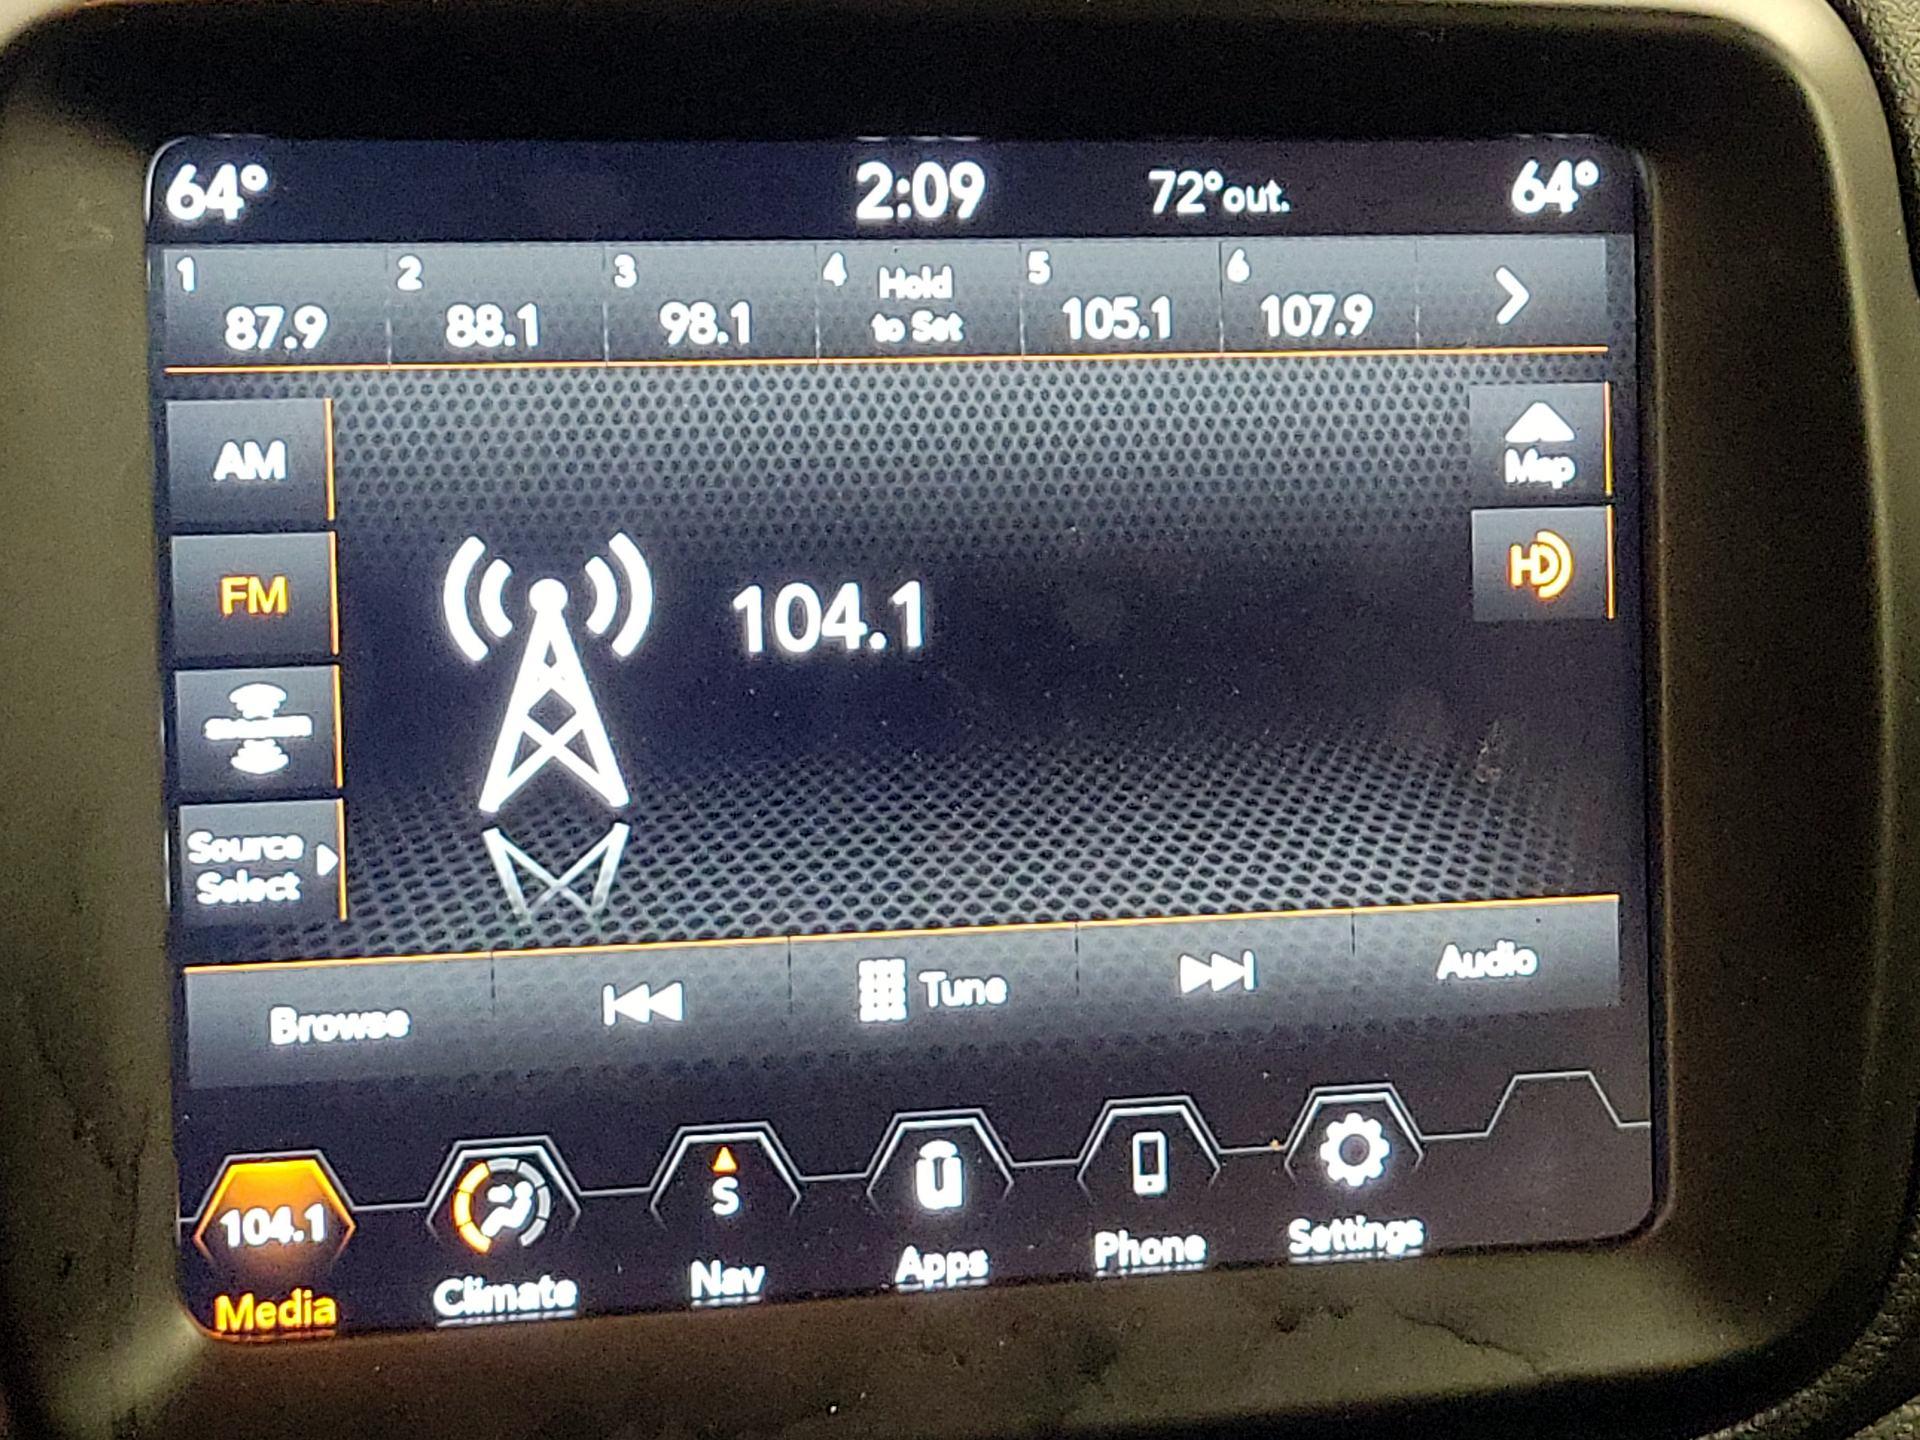 64° 2:09 72°out. 64°
1 2 3 4 Hold 5 6
87.9 88.1 98.1 to Set 105.1 107.9
AM
Map
FM
HD
104.1
Source
Select
Browse Tune Audio
104.1 S
Media Climate Nav Apps Phone Settings